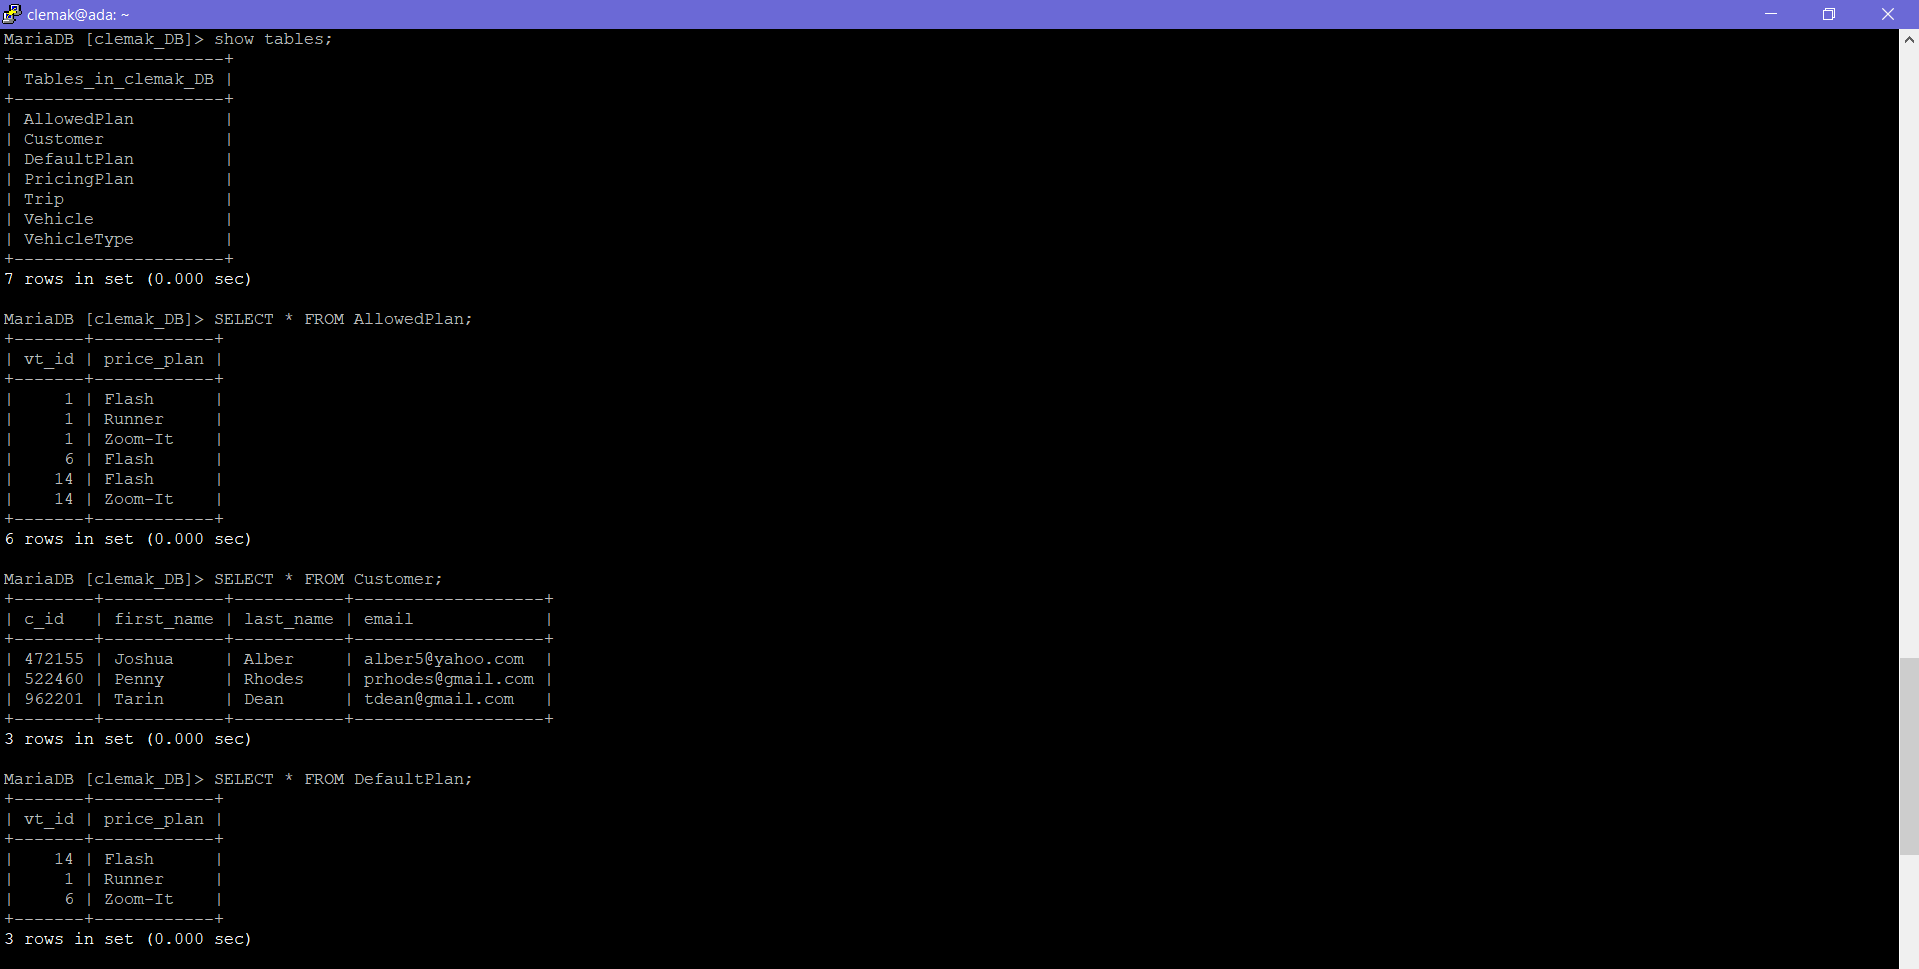 clemak@ada: ~
MariaDB [clemak_DB]> show tables;
+---------------------+
| Tables_in_clemak_DB |
+---------------------+
| AllowedPlan         |
| Customer            |
| DefaultPlan         |
| PricingPlan         |
| Trip                |
| Vehicle             |
| VehicleType         |
+---------------------+
7 rows in set (0.000 sec)

MariaDB [clemak_DB]> SELECT * FROM AllowedPlan;
+-------+------------+
| vt_id | price_plan |
+-------+------------+
|     1 | Flash      |
|     1 | Runner     |
|     1 | Zoom-It    |
|     6 | Flash      |
|    14 | Flash      |
|    14 | Zoom-It    |
+-------+------------+
6 rows in set (0.000 sec)

MariaDB [clemak_DB]> SELECT * FROM Customer;
+--------+------------+-----------+-------------------+
| c_id   | first_name | last_name | email             |
+--------+------------+-----------+-------------------+
| 472155 | Joshua     | Alber     | alber5@yahoo.com  |
| 522460 | Penny      | Rhodes    | prhodes@gmail.com |
| 962201 | Tarin      | Dean      | tdean@gmail.com   |
+--------+------------+-----------+-------------------+
3 rows in set (0.000 sec)

MariaDB [clemak_DB]> SELECT * FROM DefaultPlan;
+-------+------------+
| vt_id | price_plan |
+-------+------------+
|    14 | Flash      |
|     1 | Runner     |
|     6 | Zoom-It    |
+-------+------------+
3 rows in set (0.000 sec)